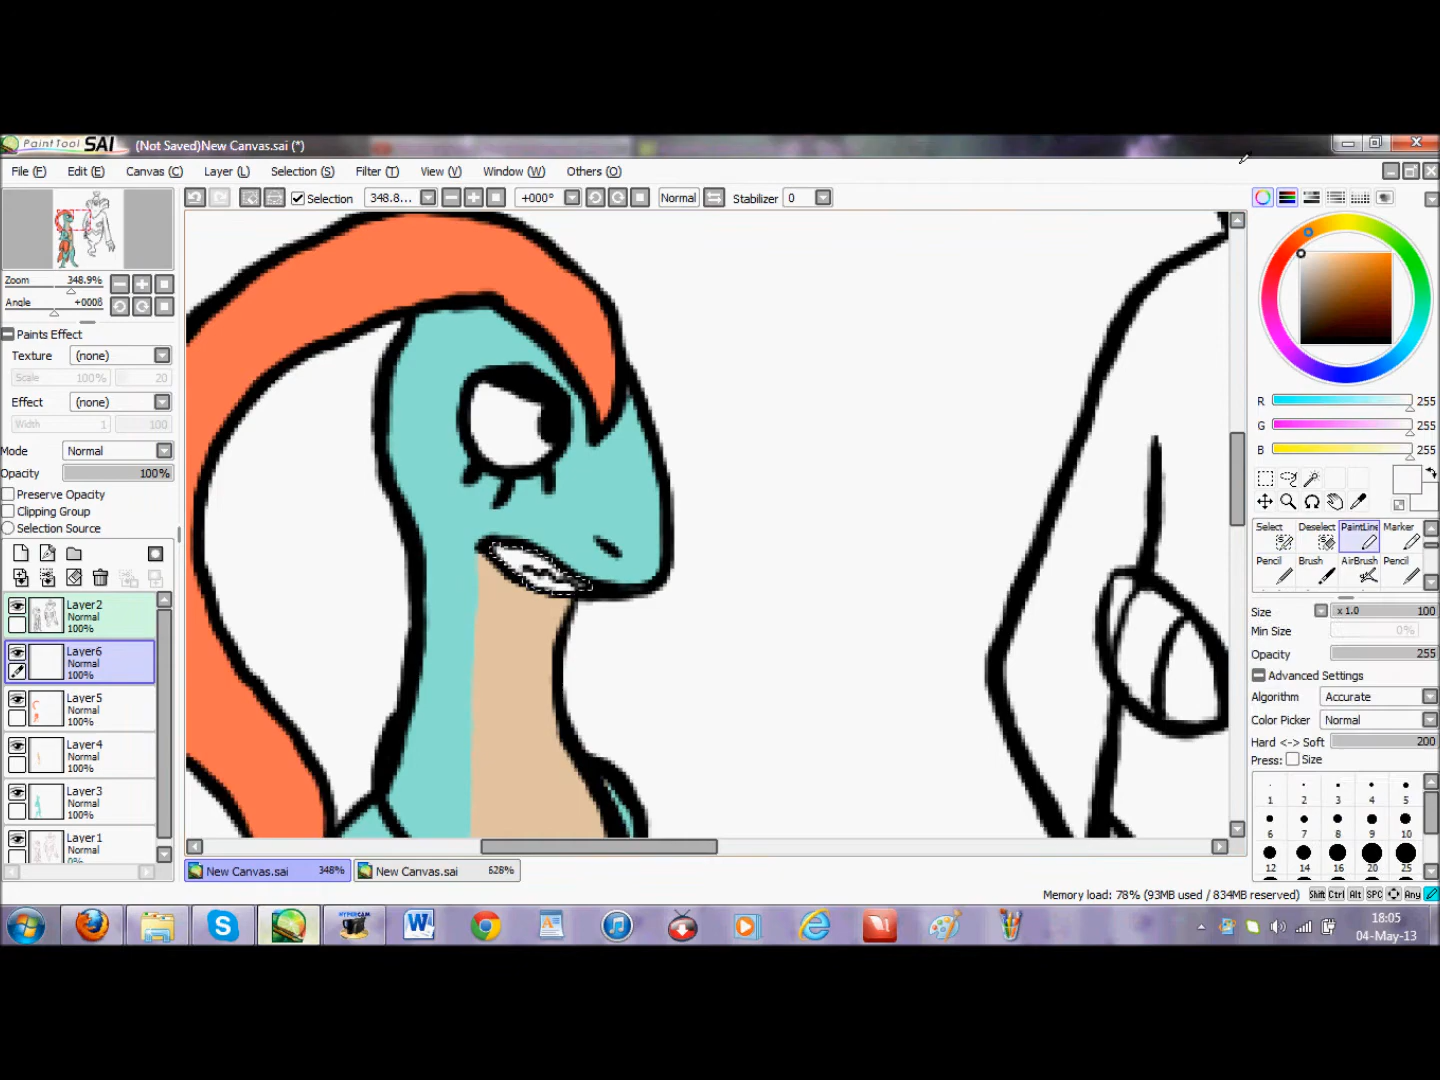 PaintTool SAI (Not Saved)New Canvas.sai (*)
File (F) Edit (E) Canvas (C) Layer (L) Selection (S) Filter (T) View (V) Window (W) Others (O)
Selection 348.8... +000° Normal Stabilizer 0
Zoom 348.9%
Angle +000ß
Paints Effect
Texture (none)
Scale 100% 20
Effect (none)
Width 1 100
Mode Normal
Opacity 100%
Preserve Opacity
Clipping Group
Selection Source
Layer2
Normal
100%
Layer6
Normal
100%
Layer5
Normal
100%
Layer4
Normal
100%
Layer3
Normal
100%
Layer1
Normal
0%
R 255
G 255
B 255
Select Deselect PaintLine Marker
Pencil Brush AirBrush Pencil
Size x 1.0 100
Min Size 0%
Opacity 255
Advanced Settings
Algorithm Accurate
Color Picker Normal
Hard <-> Soft 200
Press: Size
1 2 3 4 5
6 7 8 9 10
12 14 16 20 25
New Canvas.sai 348% New Canvas.sai 628%
Memory load: 78% (93MB used / 834MB reserved) Shift Ctrl Alt SPC Any
HYPERCAM
18:05
04-May-13